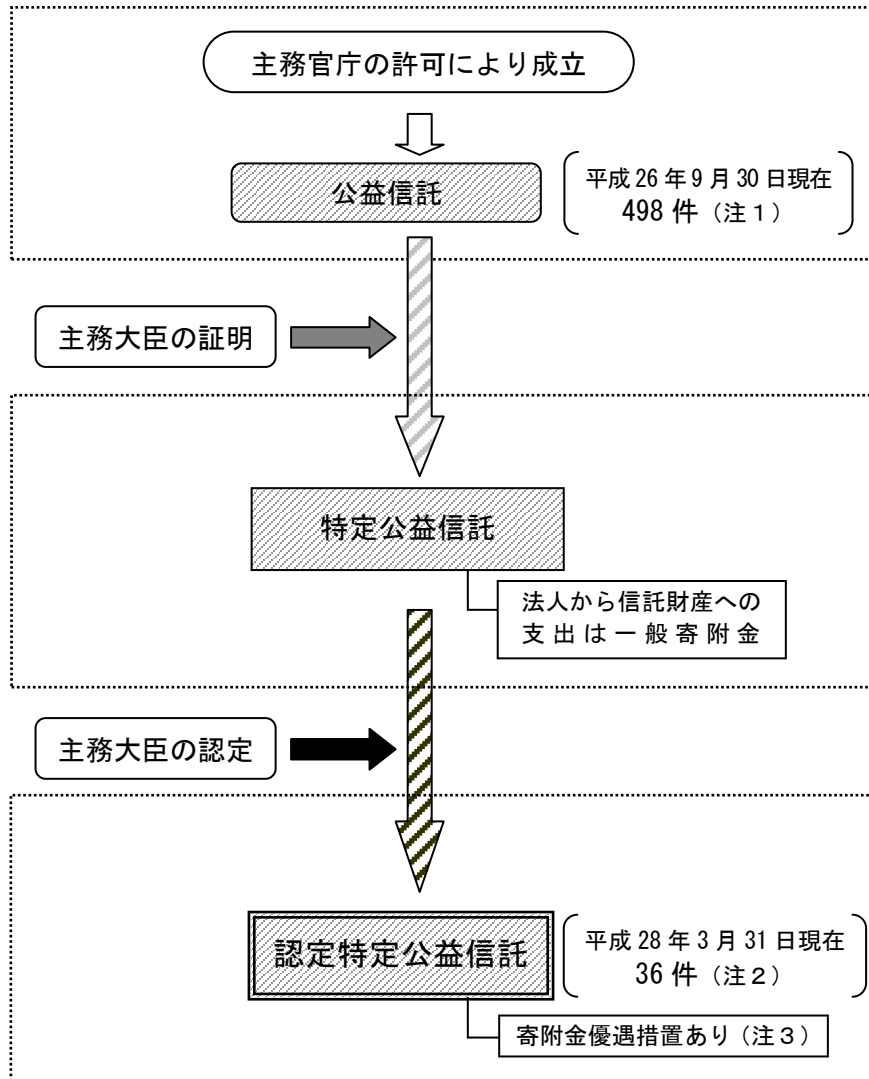 主務官庁の許可により成立
公益信託
平成26年9月30日現在
498件（注１）
主務大臣の証明
特定公益信託
法人から信託財産への
支出は一般寄附金
主務大臣の認定
認定特定公益信託
平成28年3月31日現在
36件（注２）
寄附金優遇措置あり（注３）